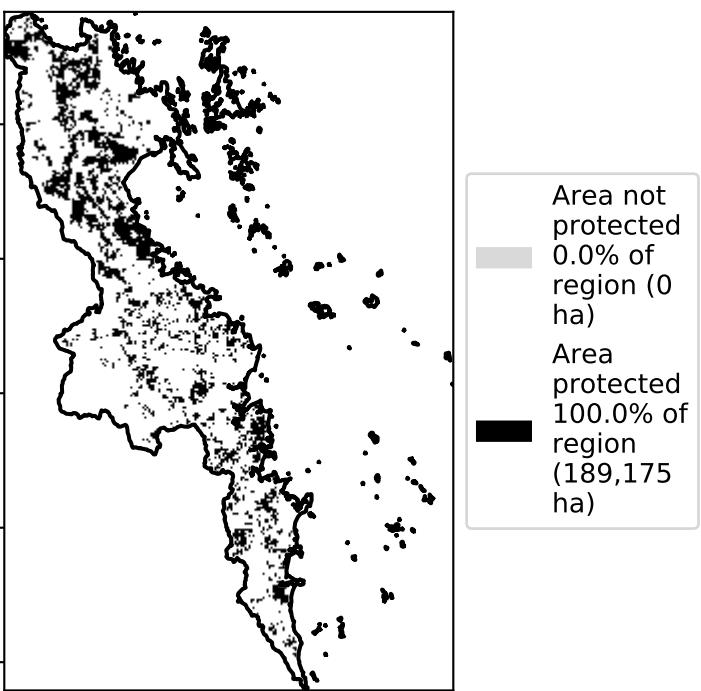 Area not
protected
0.0% of
region (0
ha)
Area
protected
100.0% of
region
(189,175
ha)